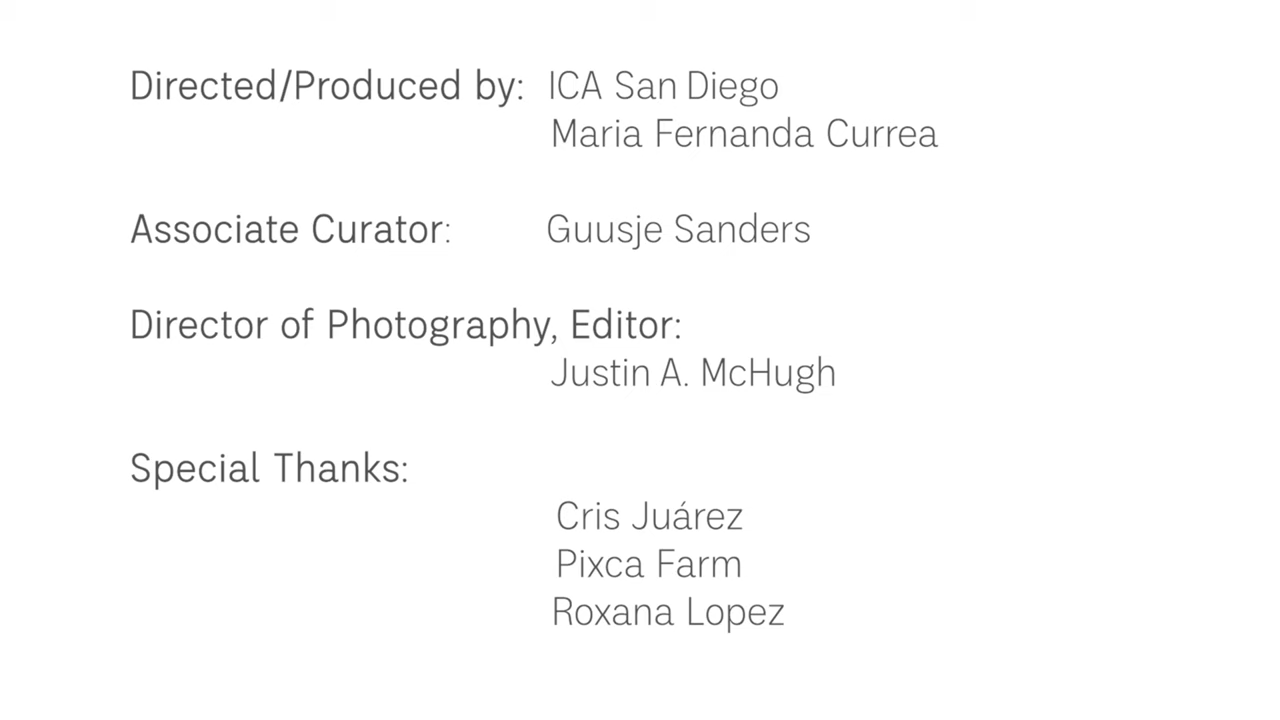 Directed/Produced by: ICA San Diego
Maria Fernanda Currea
Associate Curator: Guusje Sanders
Director of Photography, Editor:
Justin A. McHugh
Special Thanks:
Cris Juárez
Pixca Farm
Roxana Lopez